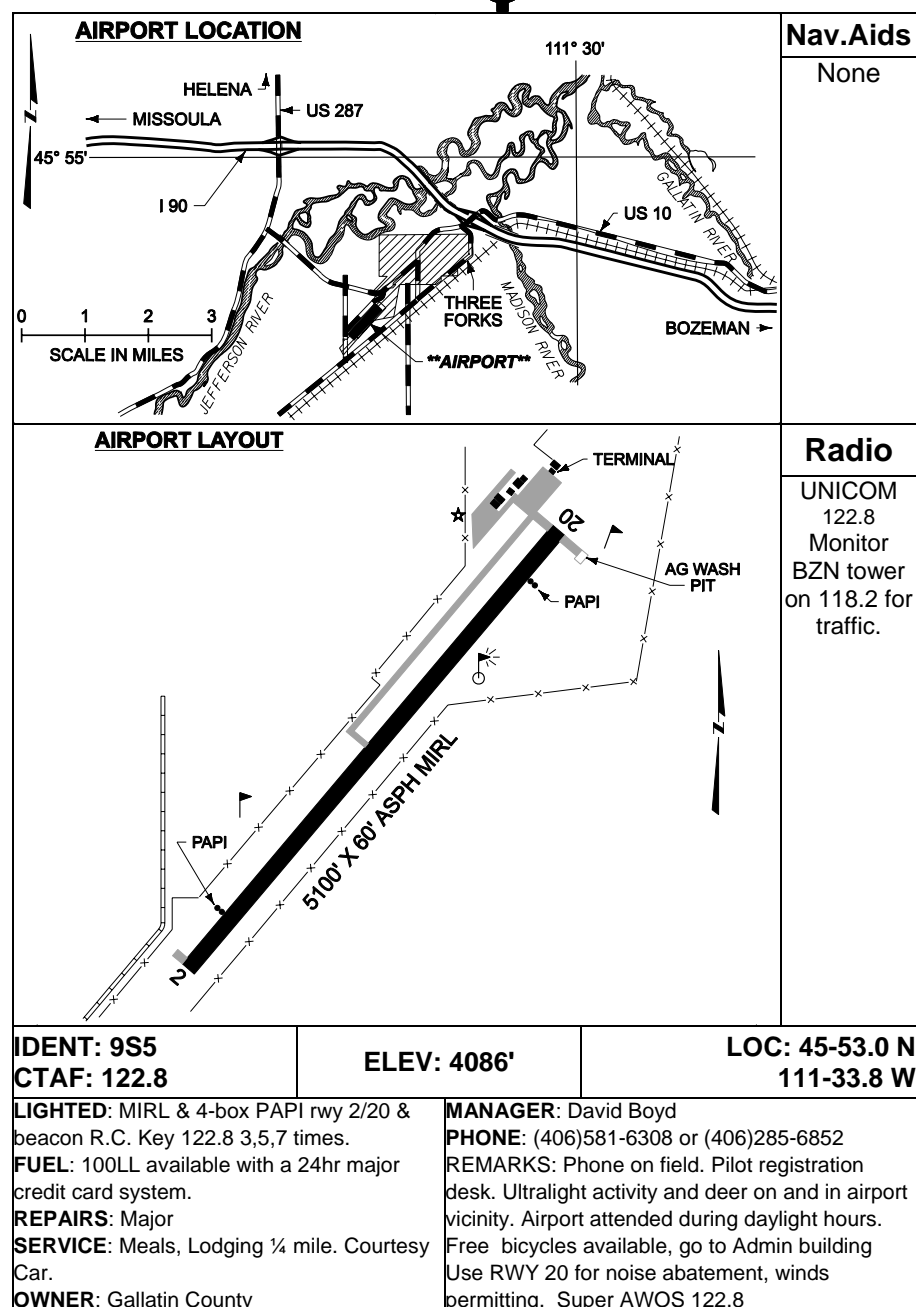 AIRPORT LOCATION
111° 30'
HELENA
US 287
MISSOULA
45° 55'
I 90
GALLATIN RIVER
US 10
N
0 1 2 3
SCALE IN MILES
JEFFERSON RIVER
THREE
FORKS
MADISON RIVER
BOZEMAN
**AIRPORT**
Nav.Aids
None
AIRPORT LAYOUT
TERMINAL
20
AG WASH
PIT
PAPI
N
5100' X 60' ASPH MIRL
PAPI
2
Radio
UNICOM
122.8
Monitor
BZN tower
on 118.2 for
traffic.
IDENT: 9S5
CTAF: 122.8
ELEV: 4086'
LOC: 45-53.0 N
111-33.8 W
LIGHTED: MIRL & 4-box PAPI rwy 2/20 &
beacon R.C. Key 122.8 3,5,7 times.
FUEL: 100LL available with a 24hr major
credit card system.
REPAIRS: Major
SERVICE: Meals, Lodging ¼ mile. Courtesy
Car.
OWNER: Gallatin County
MANAGER: David Boyd
PHONE: (406)581-6308 or (406)285-6852
REMARKS: Phone on field. Pilot registration
desk. Ultralight activity and deer on and in airport
vicinity. Airport attended during daylight hours.
Free bicycles available, go to Admin building
Use RWY 20 for noise abatement, winds
permitting. Super AWOS 122.8